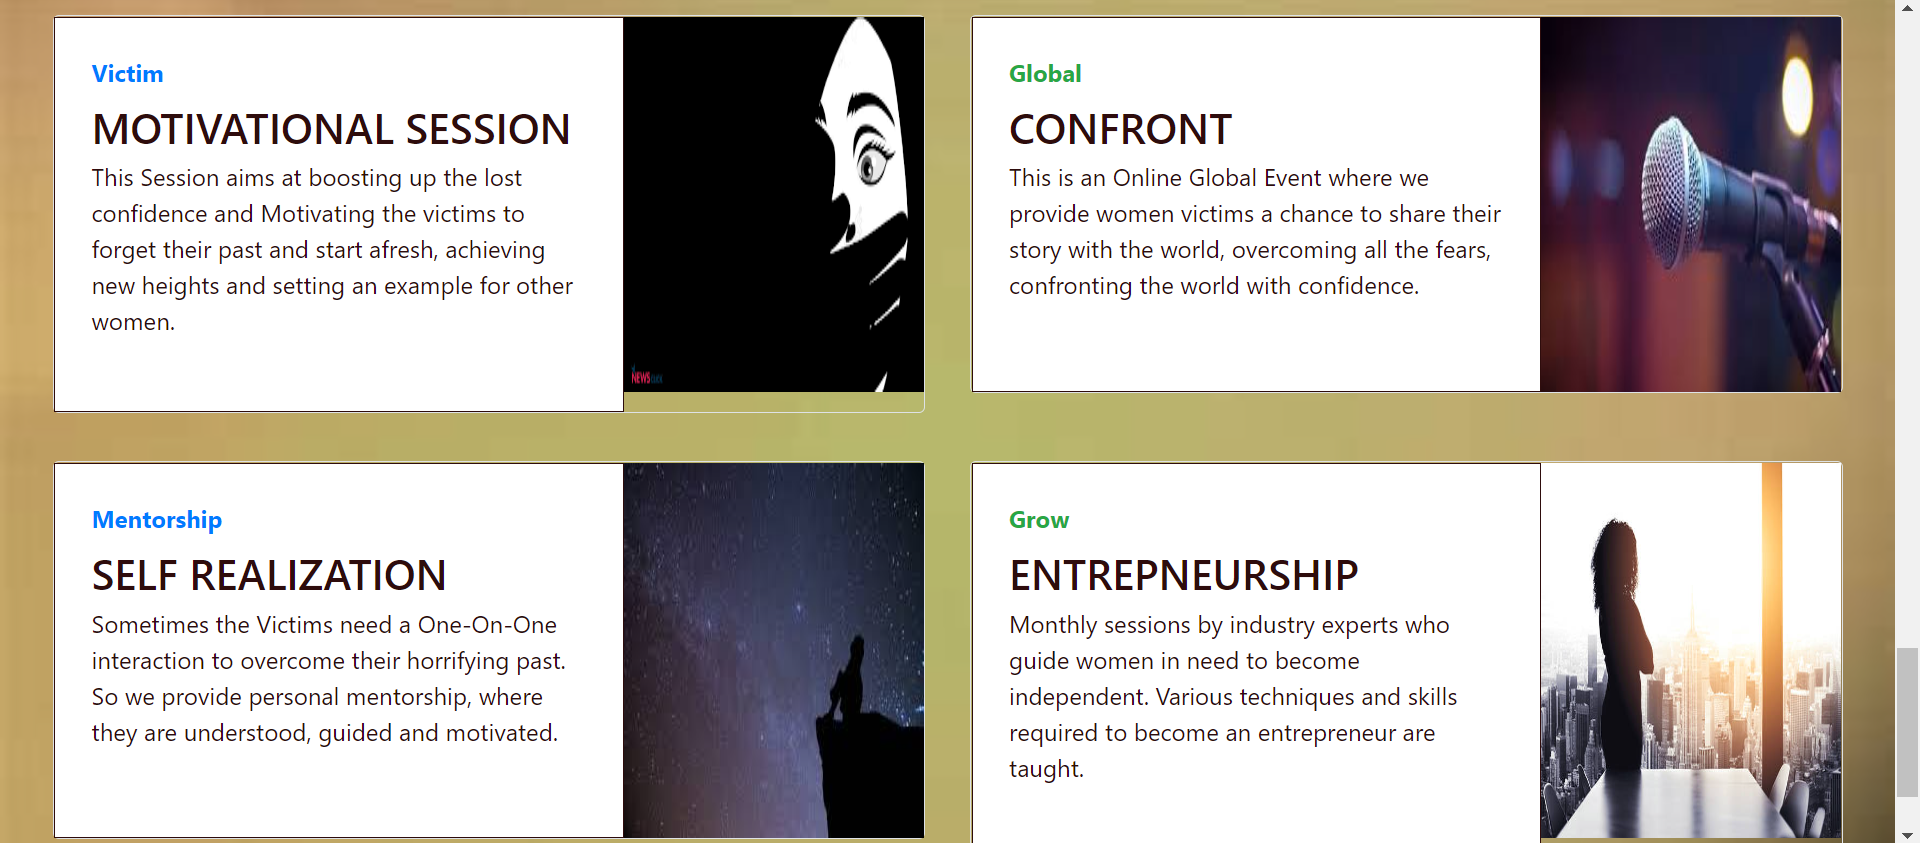 Victim
MOTIVATIONAL SESSION
This Session aims at boosting up the lost
confidence and Motivating the victims to
forget their past and start afresh, achieving
new heights and setting an example for other
women.
NEWS
Global
CONFRONT
This is an Online Global Event where we
provide women victims a chance to share their
story with the world, overcoming all the fears,
confronting the world with confidence.
Mentorship
SELF REALIZATION
Sometimes the Victims need a One-On-One
interaction to overcome their horrifying past.
So we provide personal mentorship, where
they are understood, guided and motivated.
Grow
ENTREPNEURSHIP
Monthly sessions by industry experts who
guide women in need to become
independent. Various techniques and skills
required to become an entrepreneur are
taught.